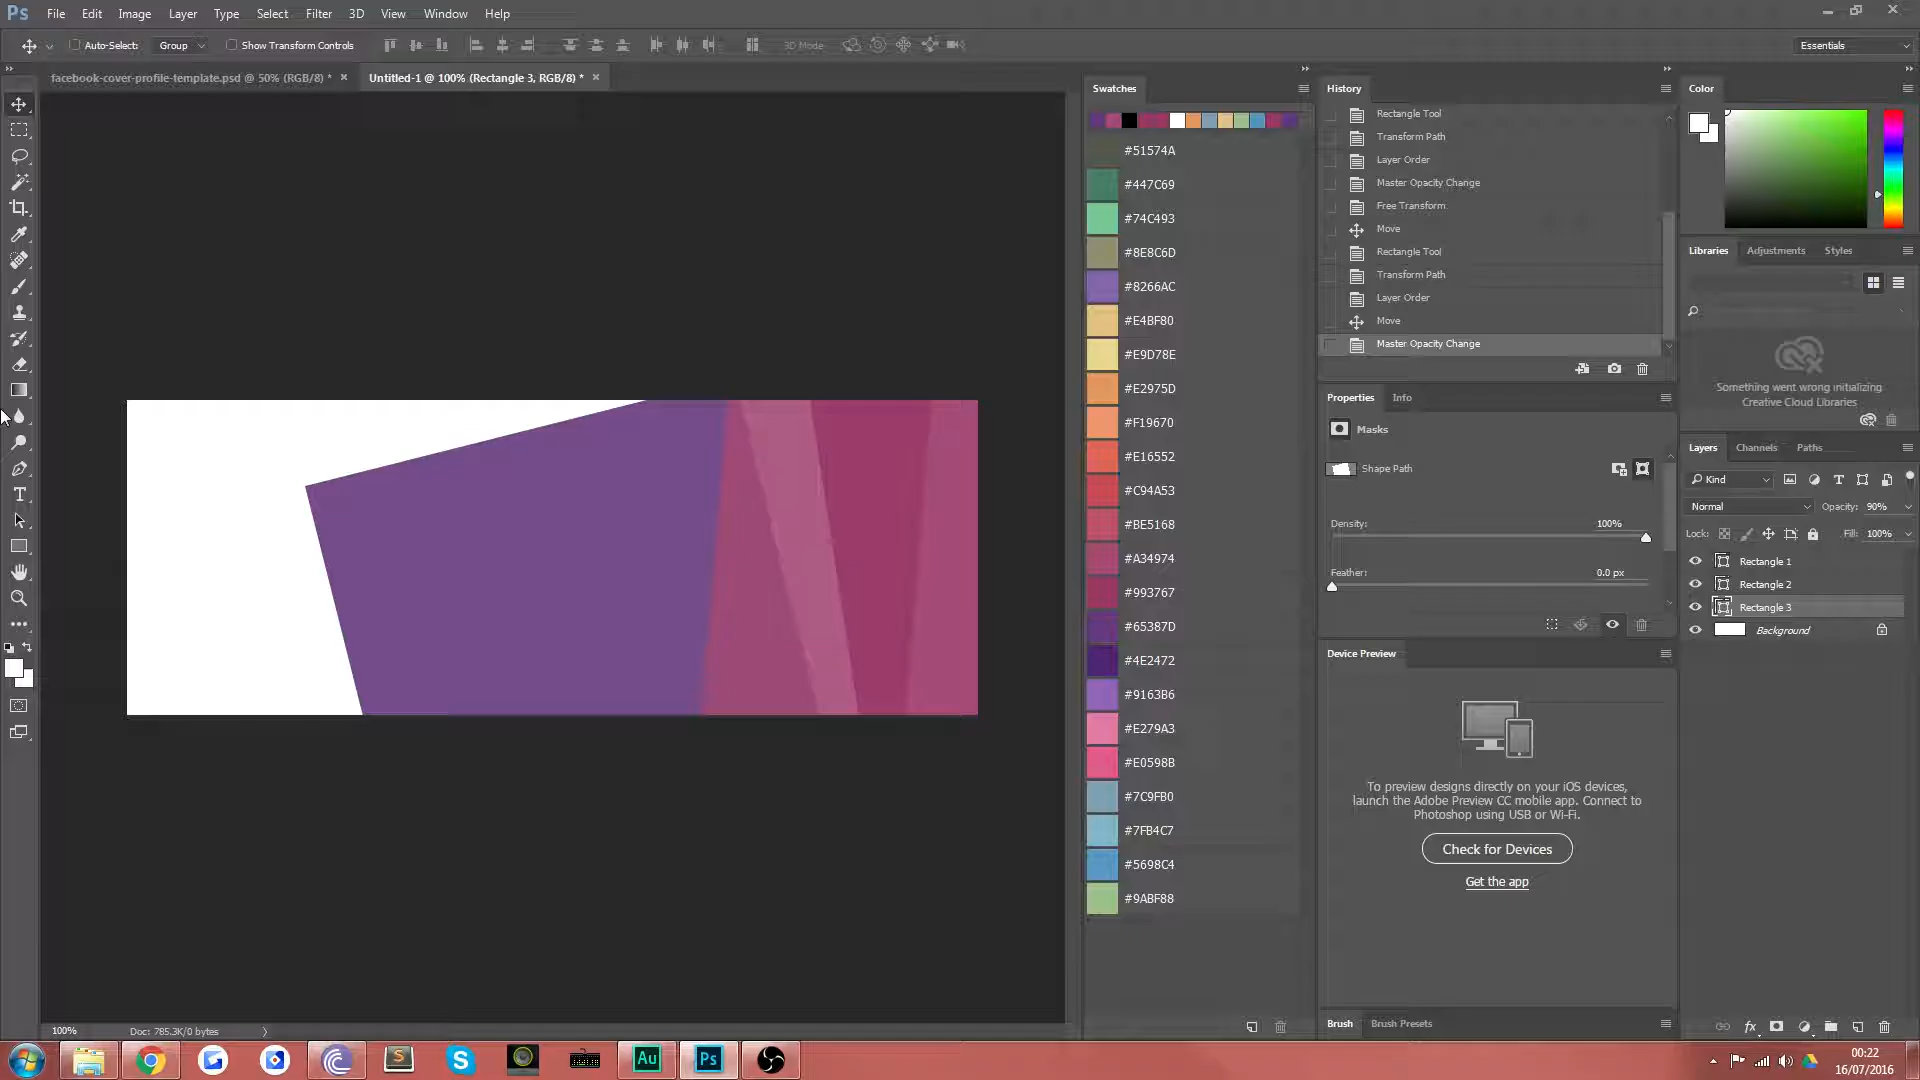 Ps File Edit Image Layer Type Select Filter 3D View Window Help
Auto-Select: Group Show Transform Controls 3D Mode Essentials
facebook-cover-profile-template.psd @ 50% (RGB/8) * Untitled-1 @ 100% (Rectangle 3, RGB/8) *
Swatches
#51574A
#447C69
#74C493
#8E8C6D
#8266AC
#E4BF80
#E9D78E
#E2975D
#F19670
#E16552
#C94A53
#BE5168
#A34974
#993767
#65387D
#4E2472
#9163B6
#E279A3
#E0598B
#7C9FB0
#7FB4C7
#5698C4
#9ABF88
History
Rectangle Tool
Transform Path
Layer Order
Master Opacity Change
Free Transform
Move
Rectangle Tool
Transform Path
Layer Order
Move
Master Opacity Change
Properties Info
Masks
Shape Path
Density: 100%
Feather: 0.0 px
Device Preview
To preview designs directly on your iOS devices,
launch the Adobe Preview CC mobile app. Connect to
Photoshop using USB or Wi-Fi.
Check for Devices
Get the app
Brush Brush Presets
Color
Libraries Adjustments Styles
Something went wrong initializing
Creative Cloud Libraries
Layers Channels Paths
Kind
Normal Opacity: 90%
Lock: Fill: 100%
Rectangle 1
Rectangle 2
Rectangle 3
Background
fx
100% Doc: 785.3K/0 bytes
S Au Ps
00:22
16/07/2016